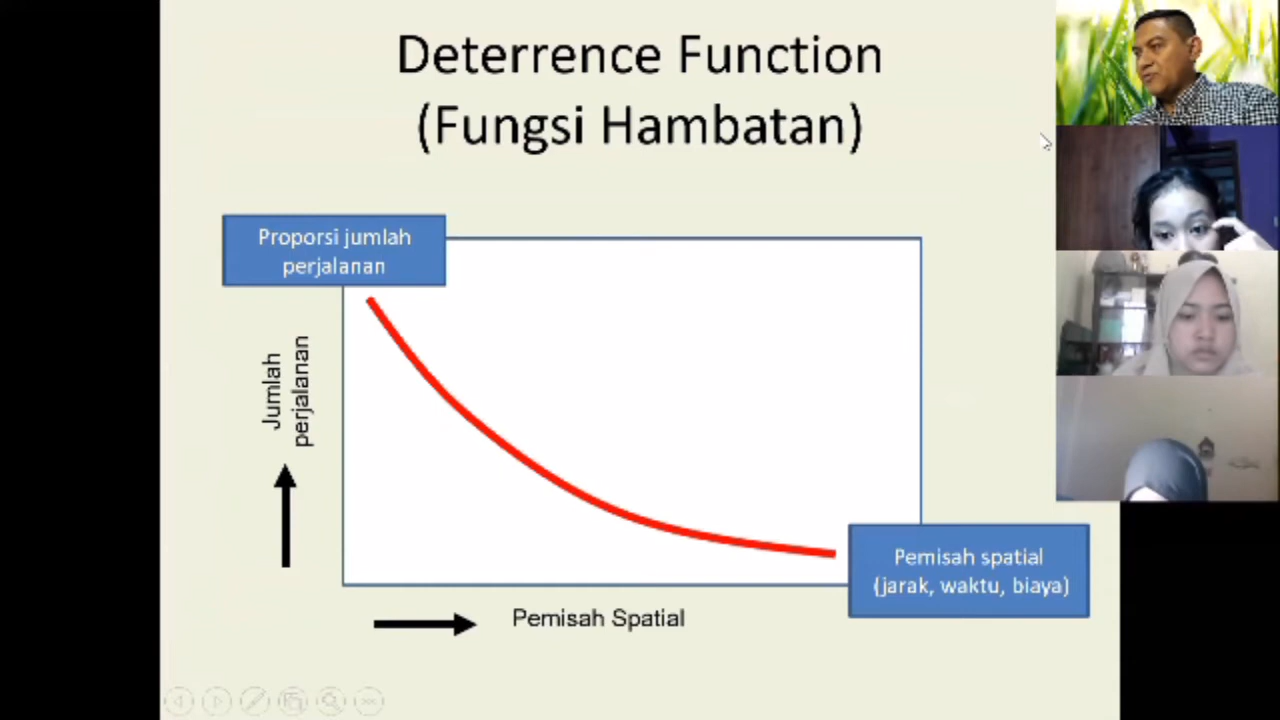 Deterrence Function
(Fungsi Hambatan)
Proporsi jumlah
perjalanan
Jumlah
perjalanan
Pemisah spatial
(jarak, waktu, biaya)
Pemisah Spatial